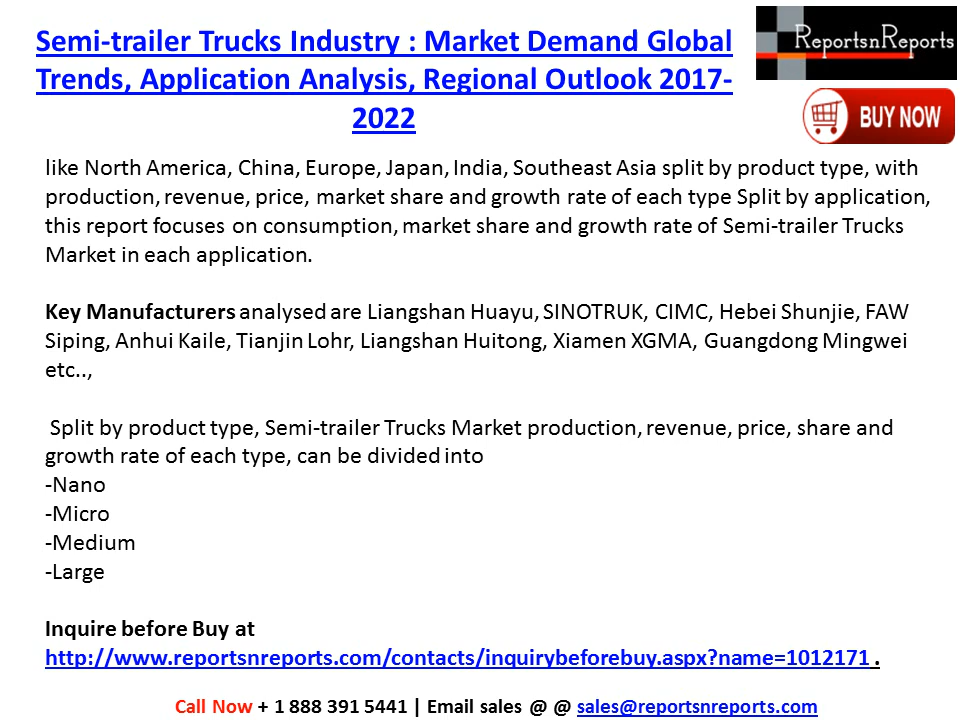 Semi-trailer Trucks Industry : Market Demand Global
Trends, Application Analysis, Regional Outlook 2017-
2022
ReportsnReports
BUY NOW
like North America, China, Europe, Japan, India, Southeast Asia split by product type, with
production, revenue, price, market share and growth rate of each type Split by application,
this report focuses on consumption, market share and growth rate of Semi-trailer Trucks
Market in each application.
Key Manufacturers analysed are Liangshan Huayu, SINOTRUK, CIMC, Hebei Shunjie, FAW
Siping, Anhui Kaile, Tianjin Lohr, Liangshan Huitong, Xiamen XGMA, Guangdong Mingwei
etc..,
Split by product type, Semi-trailer Trucks Market production, revenue, price, share and
growth rate of each type, can be divided into
-Nano
-Micro
-Medium
-Large
Inquire before Buy at
http://www.reportsnreports.com/contacts/inquirybeforebuy.aspx?name=1012171 .
Call Now + 1 888 391 5441 | Email sales @ @ sales@reportsnreports.com